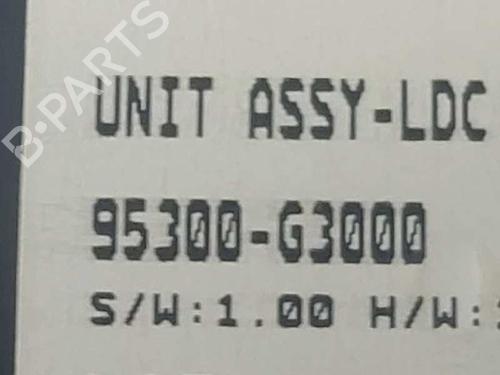 B-PARTS
UNIT ASSY-LDC
95300-G3000
S/W:1.00 H/W: